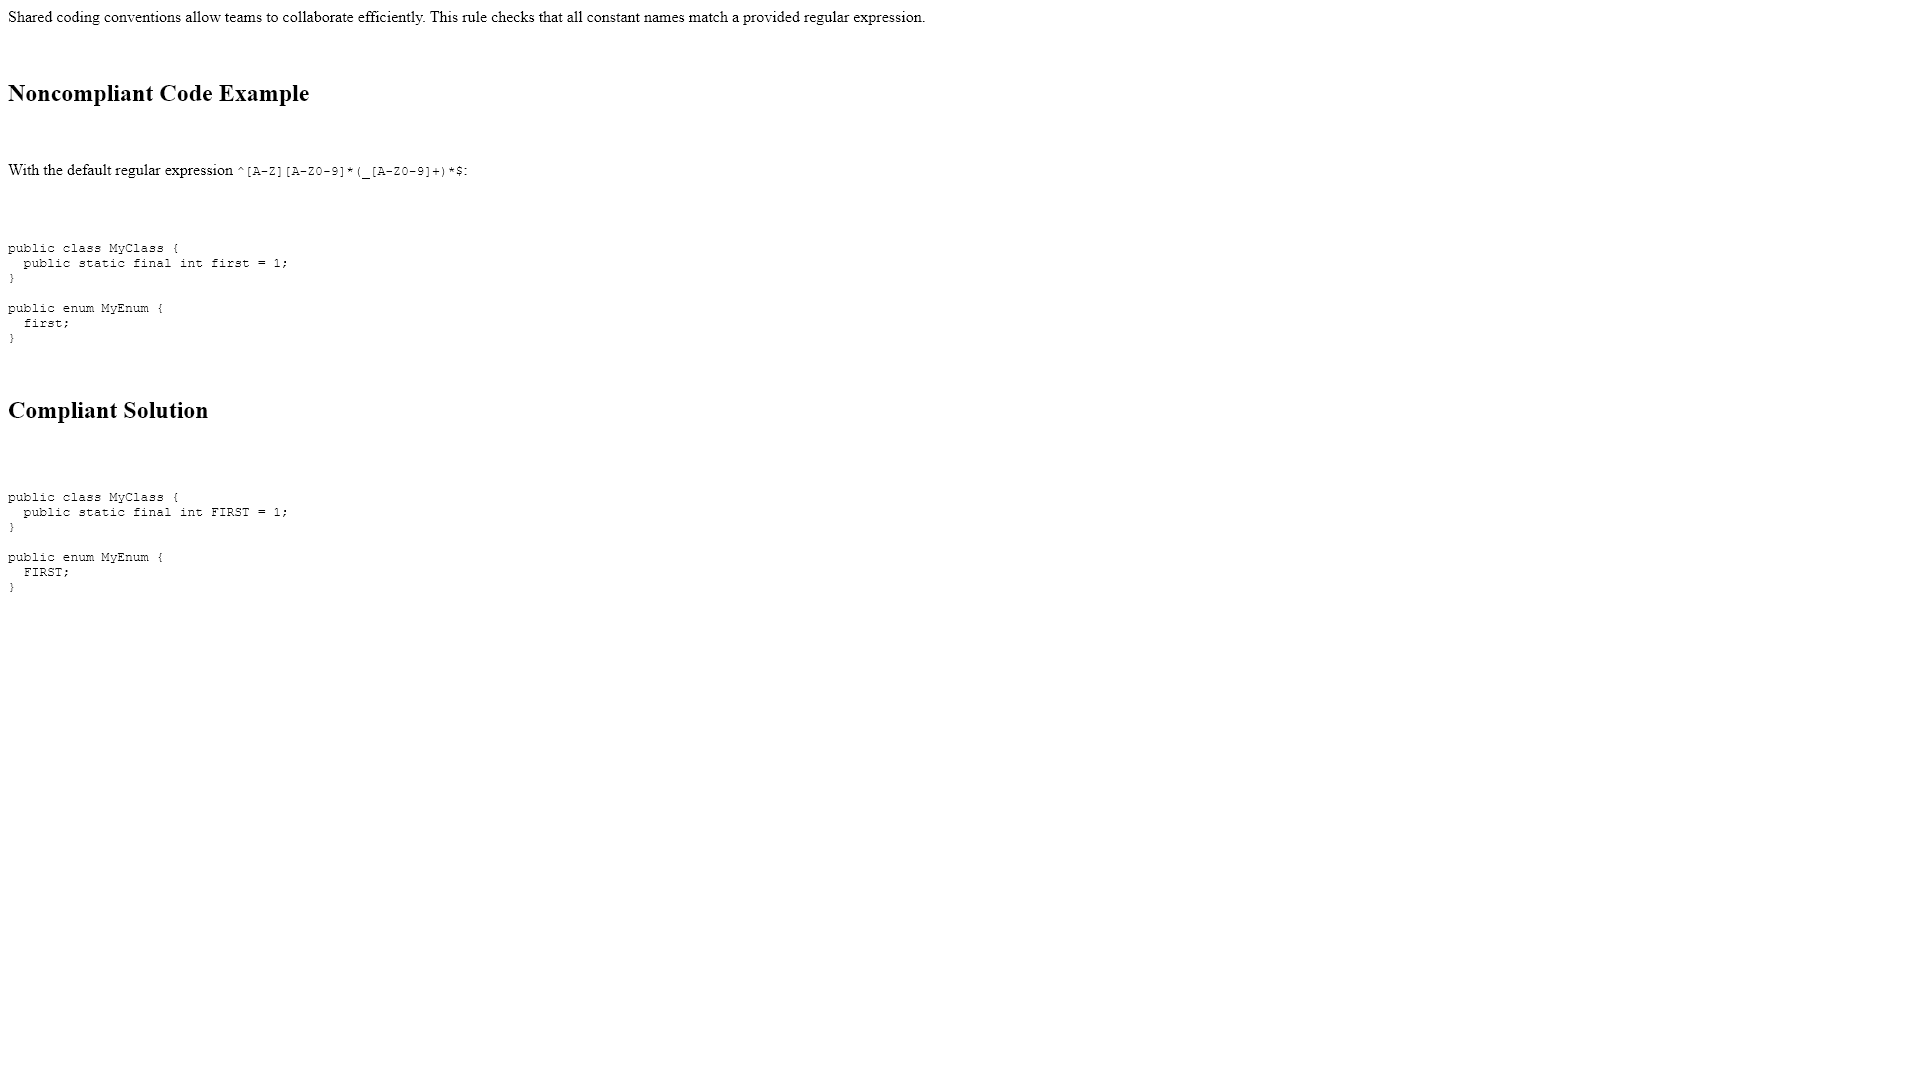 Shared coding conventions allow teams to collaborate efficiently. This rule checks that all constant names match a provided regular expression.
Noncompliant Code Example
With the default regular expression ^[A-Z][A-Z0-9]*(_[A-Z0-9]+)*$:
public class MyClass {
  public static final int first = 1;
}
public enum MyEnum {
  first;
}
Compliant Solution
public class MyClass {
  public static final int FIRST = 1;
}
public enum MyEnum {
  FIRST;
}